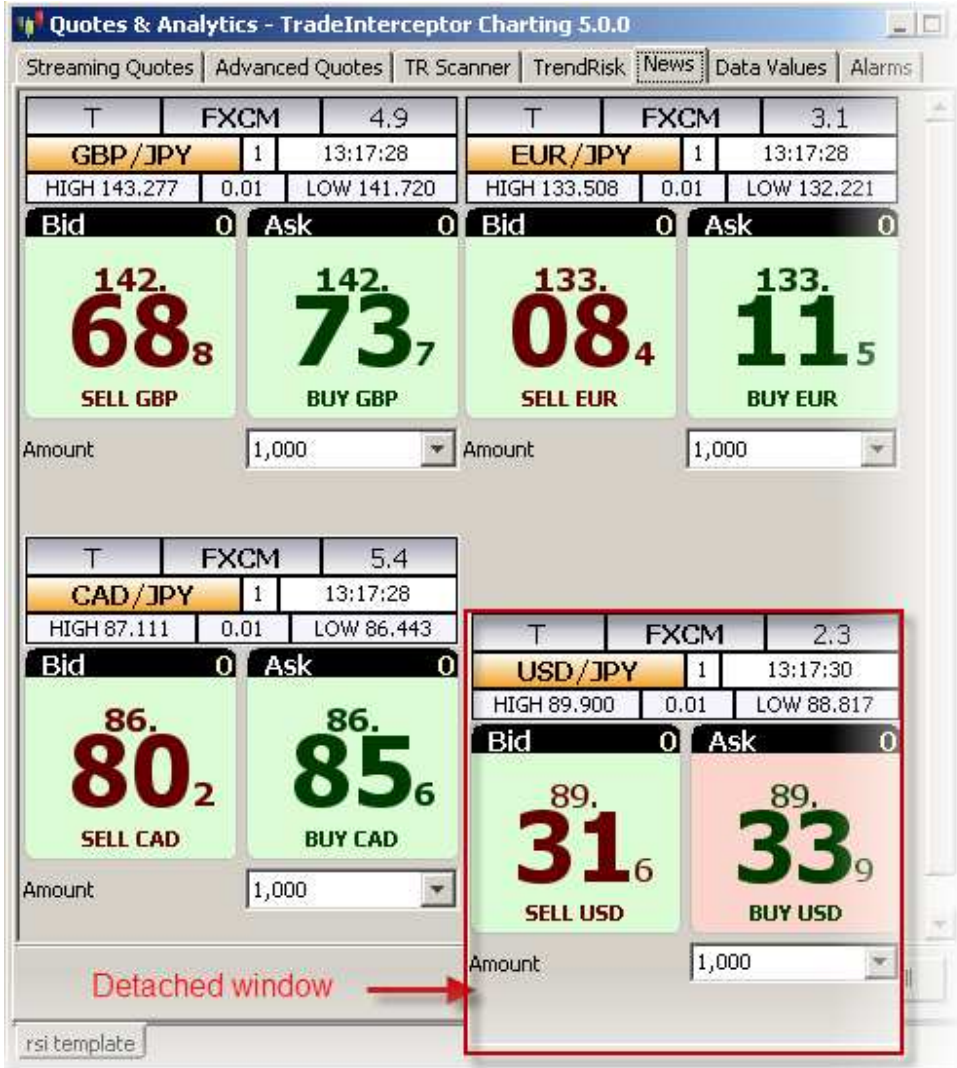 Quotes & Analytics - TradeInterceptor Charting 5.0.0
Streaming Quotes Advanced Quotes TR Scanner TrendRisk News Data Values Alarms
T FXCM 4.9
GBP/JPY 1 13:17:28
HIGH 143.277 0.01 LOW 141.720
Bid 0 Ask 0
142. 142.
68 8 73 7
SELL GBP BUY GBP
Amount 1,000
T FXCM 3.1
EUR/JPY 1 13:17:28
HIGH 133.508 0.01 LOW 132.221
Bid 0 Ask 0
133. 133.
08 4 11 5
SELL EUR BUY EUR
Amount 1,000
T FXCM 5.4
CAD/JPY 1 13:17:28
HIGH 87.111 0.01 LOW 86.443
Bid 0 Ask 0
86. 86.
80 2 85 6
SELL CAD BUY CAD
Amount 1,000
T FXCM 2.3
USD/JPY 1 13:17:30
HIGH 89.900 0.01 LOW 88.817
Bid 0 Ask 0
89. 89.
31 6 33 9
SELL USD BUY USD
Amount 1,000
Detached window
rsi template